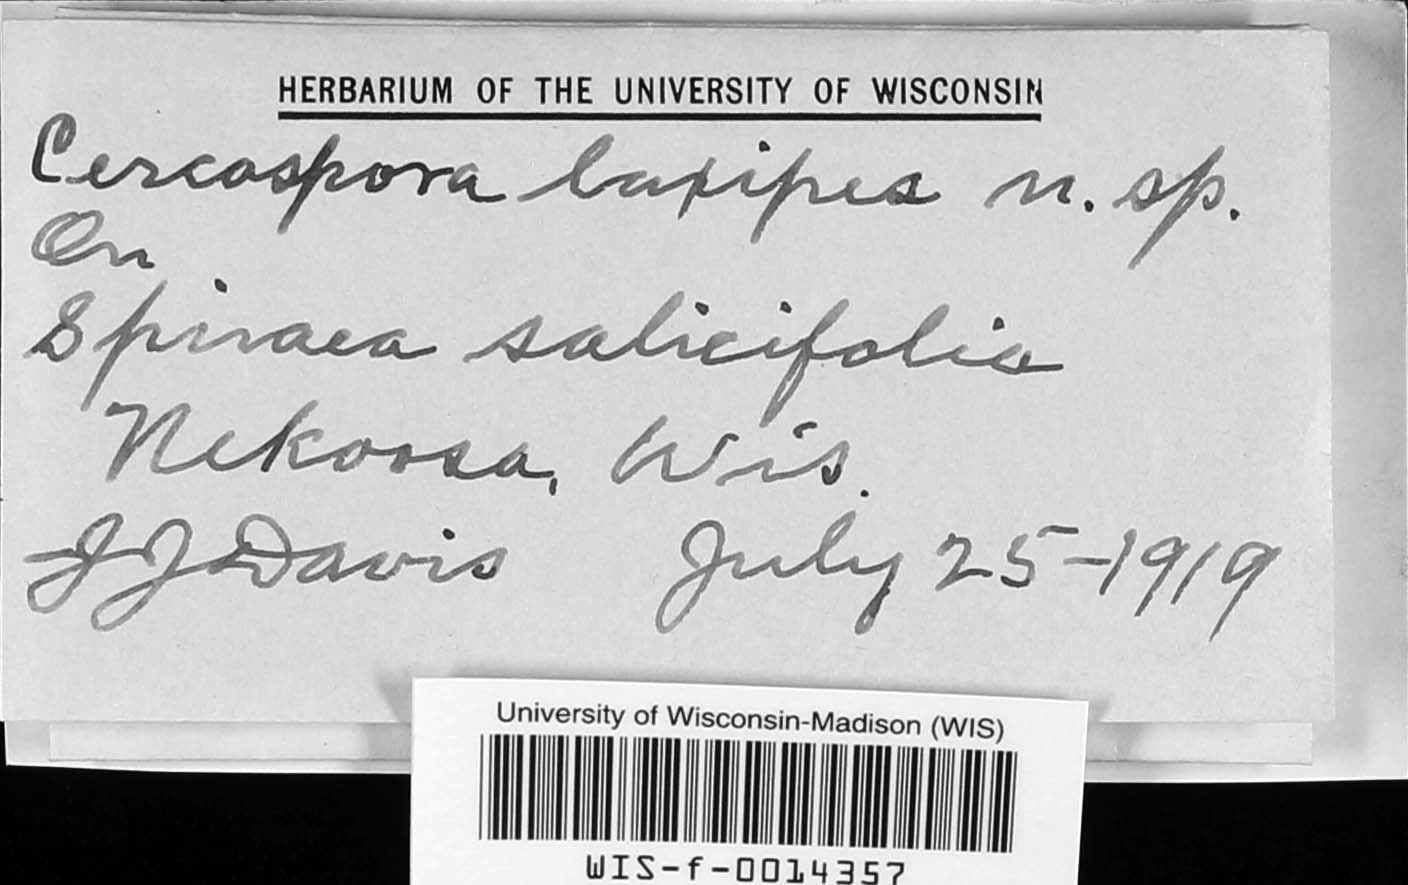 HERBARIUM OF THE UNIVERSITY OF WISCONSIN
Cercospora laxipes n. sp.
On
Spiraea salicifolia
Nekoosa, Wis.
J J Davis July 25-1919
University of Wisconsin-Madison (WIS)
WIS-f-0014357